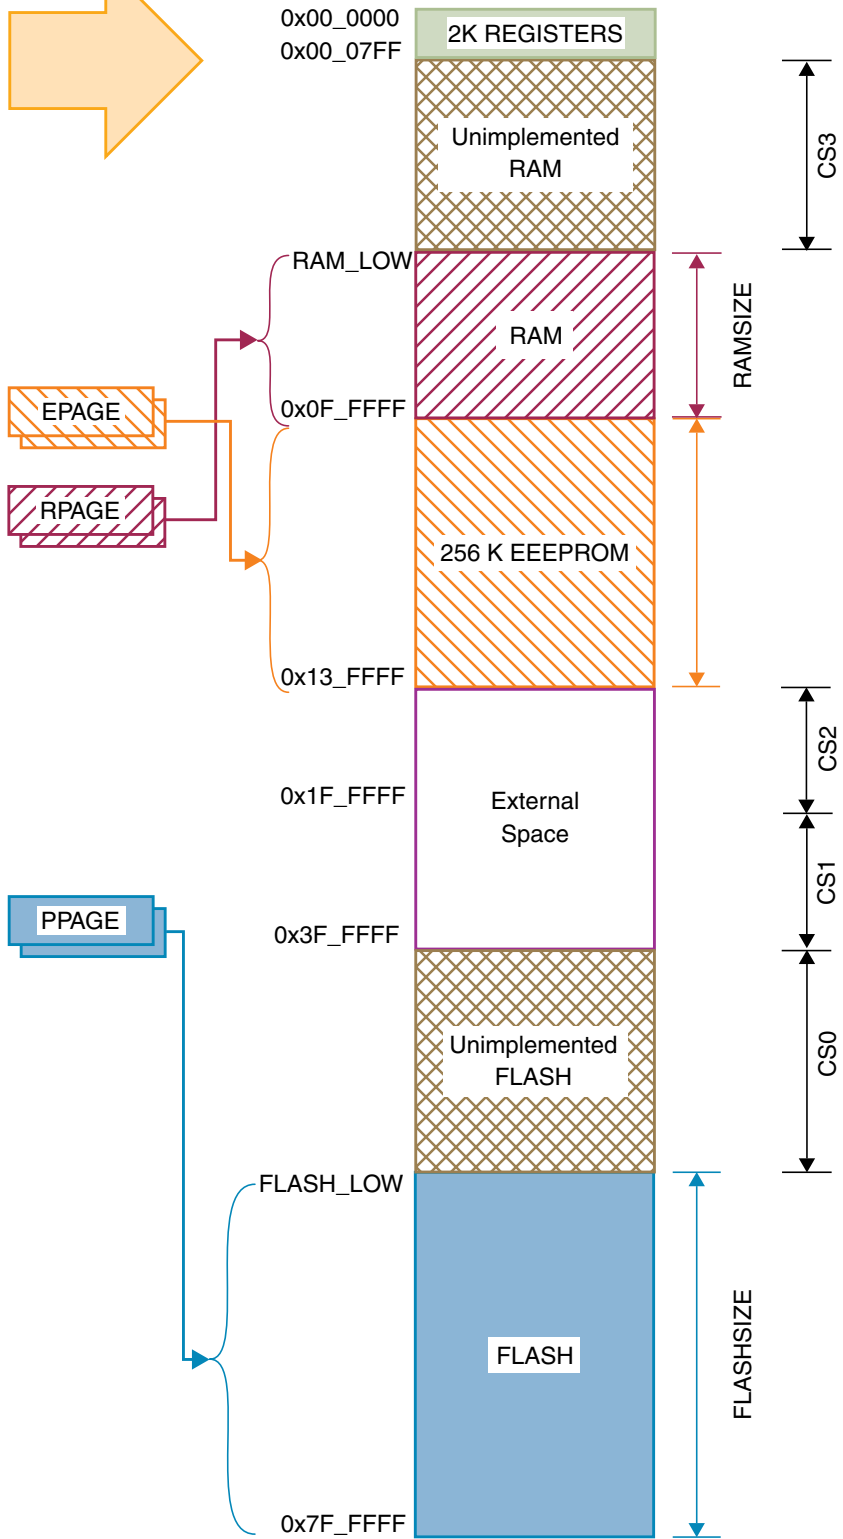 0x00_0000
2K REGISTERS
0x00_07FF
Unimplemented
RAM
CS3
RAM_LOW
RAM
RAMSIZE
0x0F_FFFF
EPAGE
RPAGE
256 K EEEPROM
0x13_FFFF
CS2
0x1F_FFFF
External
Space
CS1
PPAGE
0x3F_FFFF
Unimplemented
FLASH
CS0
FLASH_LOW
FLASH
FLASHSIZE
0x7F_FFFF